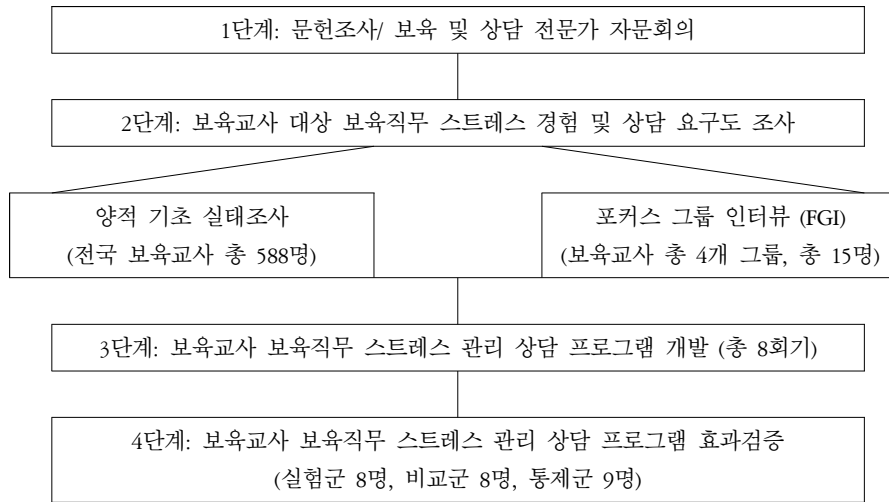 1단계: 문헌조사/ 보육 및 상담 전문가 자문회의
2단계: 보육교사 대상 보육직무 스트레스 경험 및 상담 요구도 조사
양적 기초 실태조사
(전국 보육교사 총 588명)
포커스 그룹 인터뷰 (FGI)
(보육교사 총 4개 그룹, 총 15명)
3단계: 보육교사 보육직무 스트레스 관리 상담 프로그램 개발 (총 8회기)
4단계: 보육교사 보육직무 스트레스 관리 상담 프로그램 효과검증
(실험군 8명, 비교군 8명, 통제군 9명)